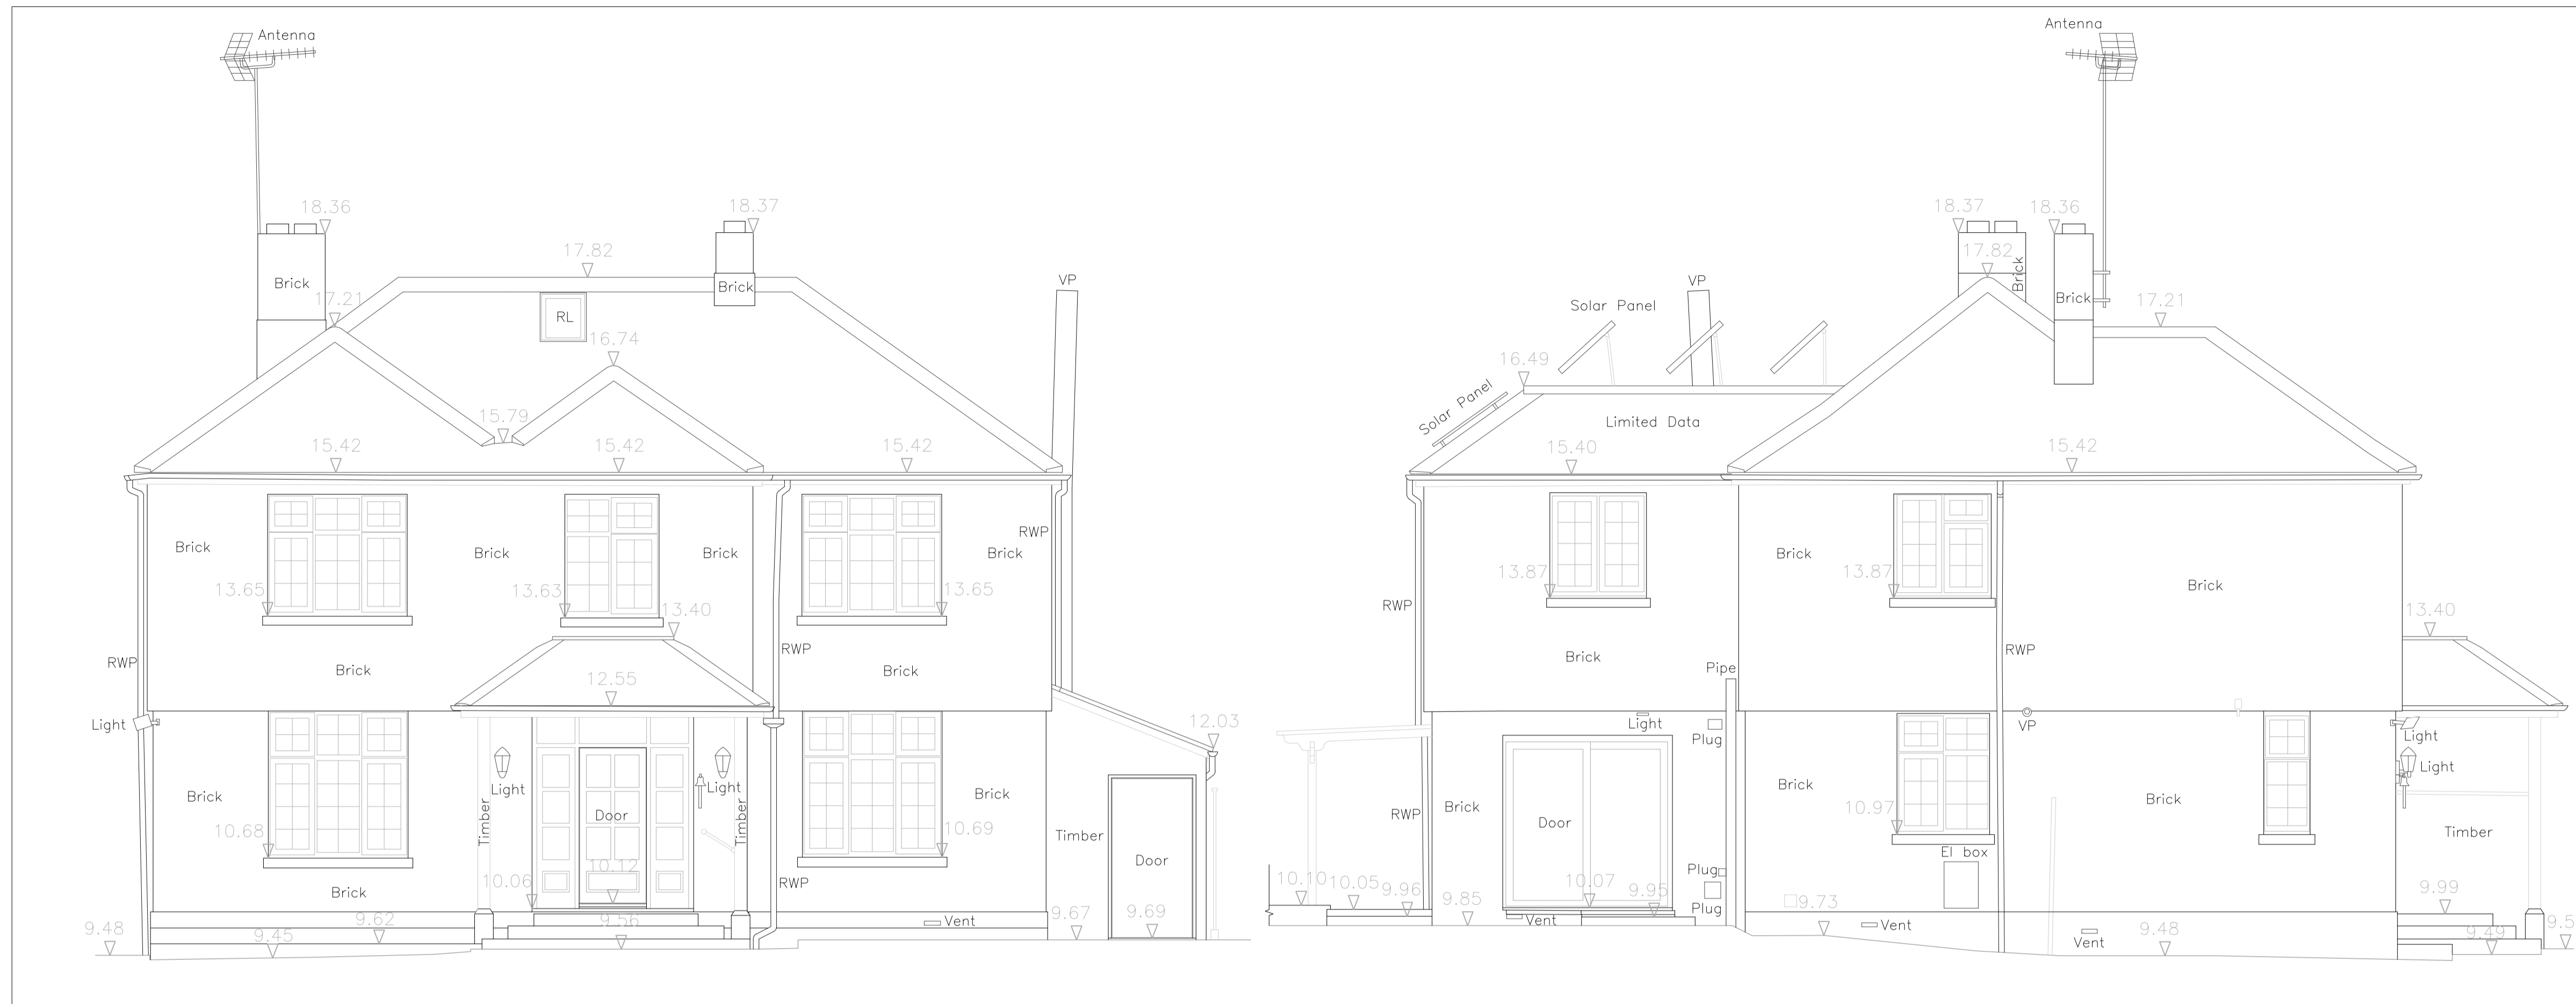 Antenna
18.36
18.37
17.82
Brick
Brick
17.21
VP
RL
16.74
15.79
15.42
15.42
15.42
RWP
Brick
Brick
Brick
Brick
13.65
13.63
13.65
13.40
RWP
RWP
Brick
Brick
12.55
Light
12.03
Light
Light
Brick
Brick
Timber
Door
Timber
Timber
10.68
10.69
Door
10.12
10.06
Brick
RWP
9.48
9.62
9.45
9.56
Vent
9.67
9.69
Antenna
18.37
18.36
17.82
Brick
VP
Solar Panel
Brick
17.21
16.49
Solar Panel
Limited Data
15.40
15.42
Brick
13.87
13.87
Brick
RWP
13.40
Brick
RWP
Pipe
Light
VP
Plug
Light
Light
Brick
Brick
RWP
Brick
10.97
Door
Timber
El box
Plug
10.10
10.05
9.96
9.85
10.07
9.95
Plug
9.73
9.99
Vent
Vent
Vent
9.48
9.49
9.5